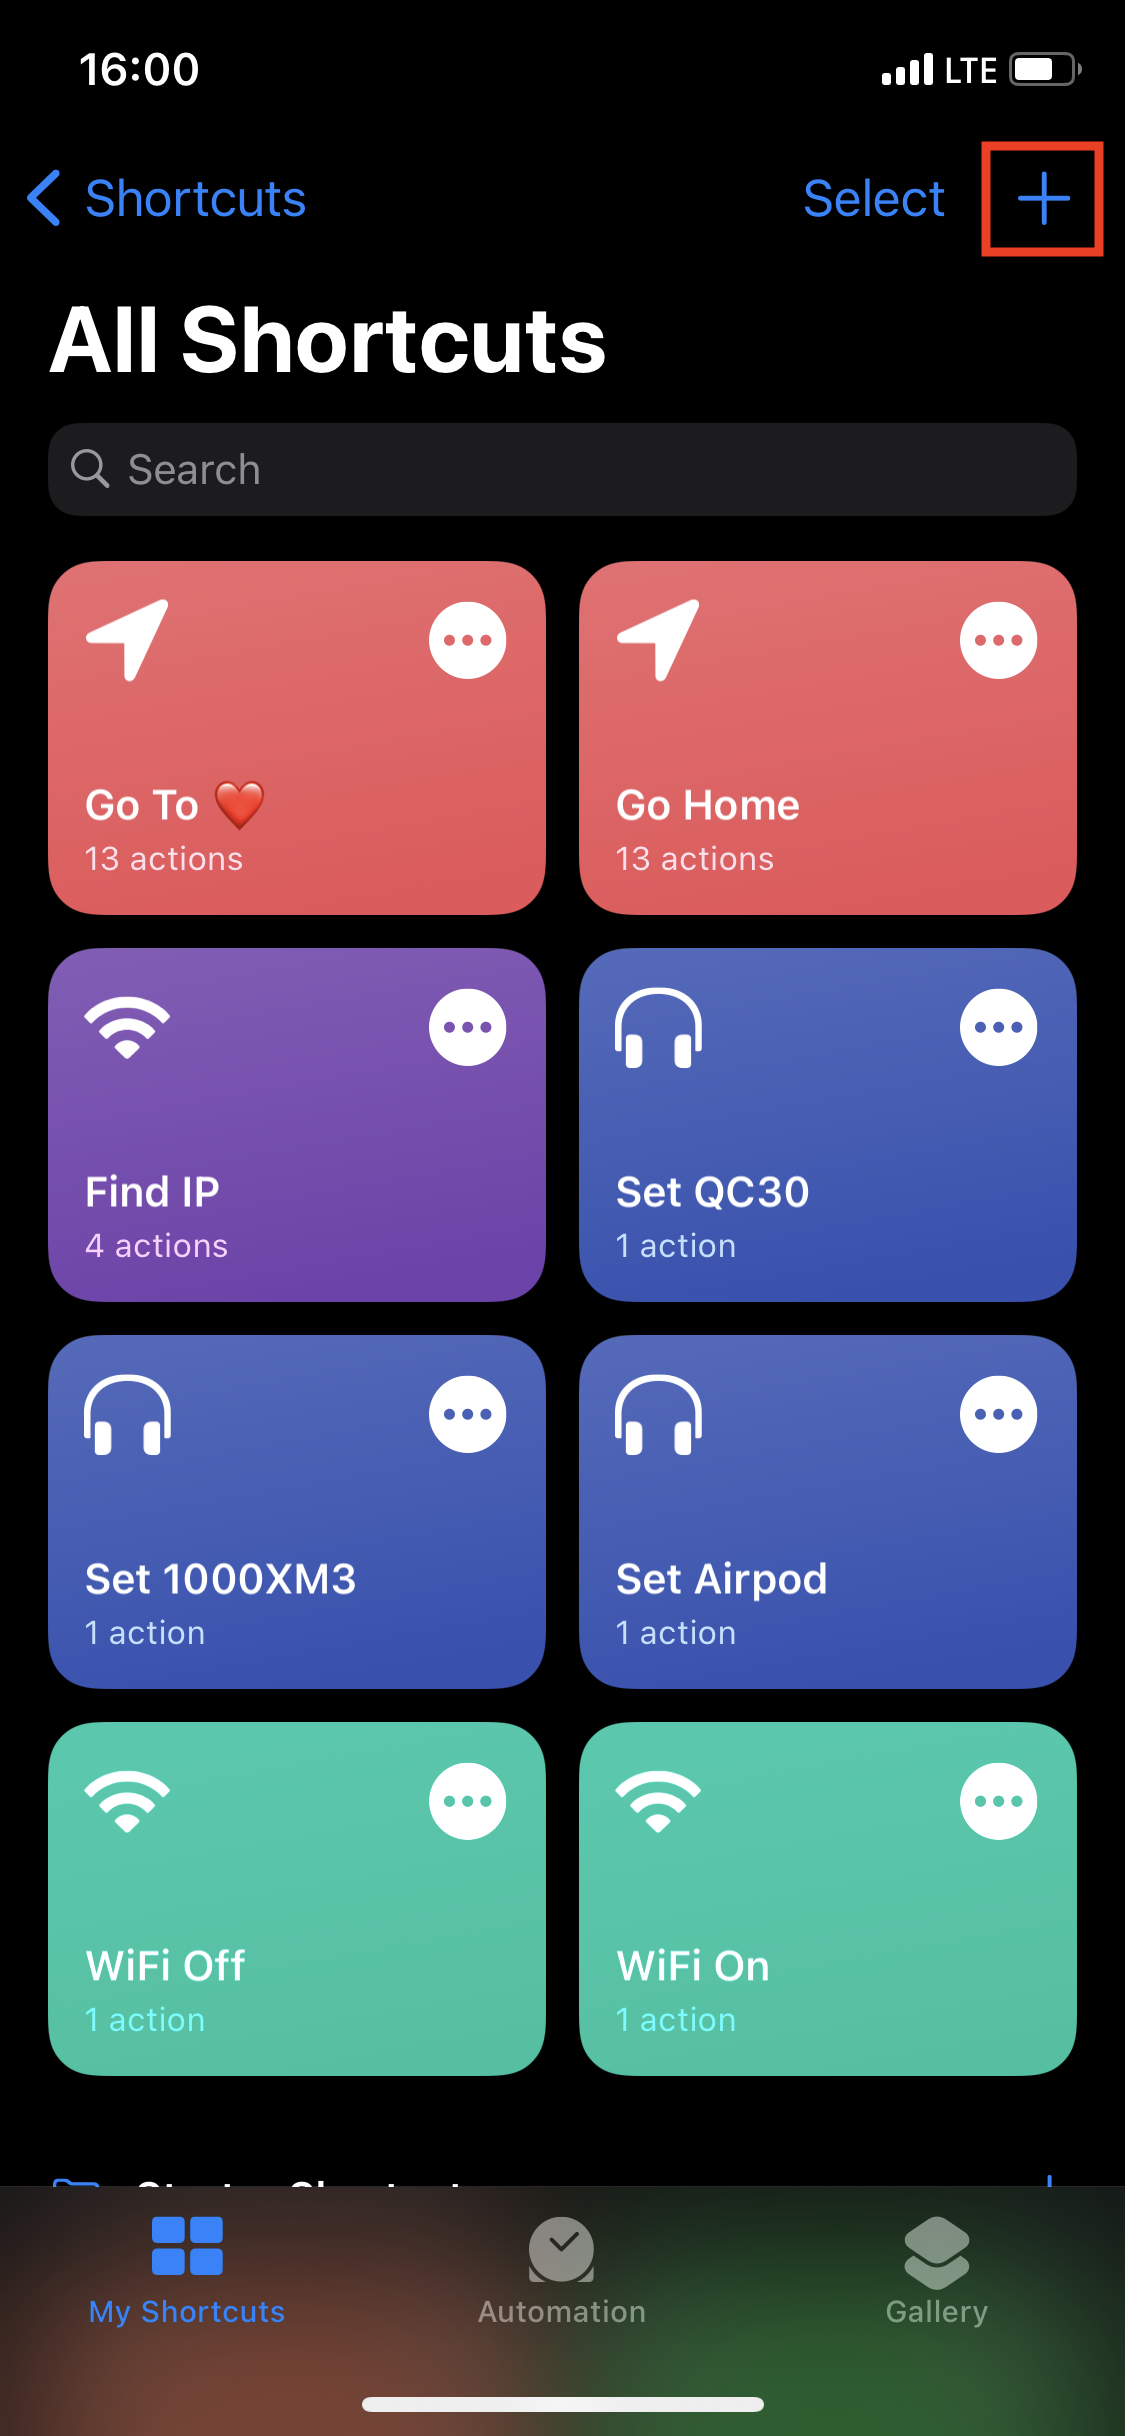 16:00 LTE
Shortcuts Select
All Shortcuts
Search
Go To ❤️
13 actions
Go Home
13 actions
Find IP
4 actions
Set QC30
1 action
Set 1000XM3
1 action
Set Airpod
1 action
WiFi Off
1 action
WiFi On
1 action
My Shortcuts Automation Gallery